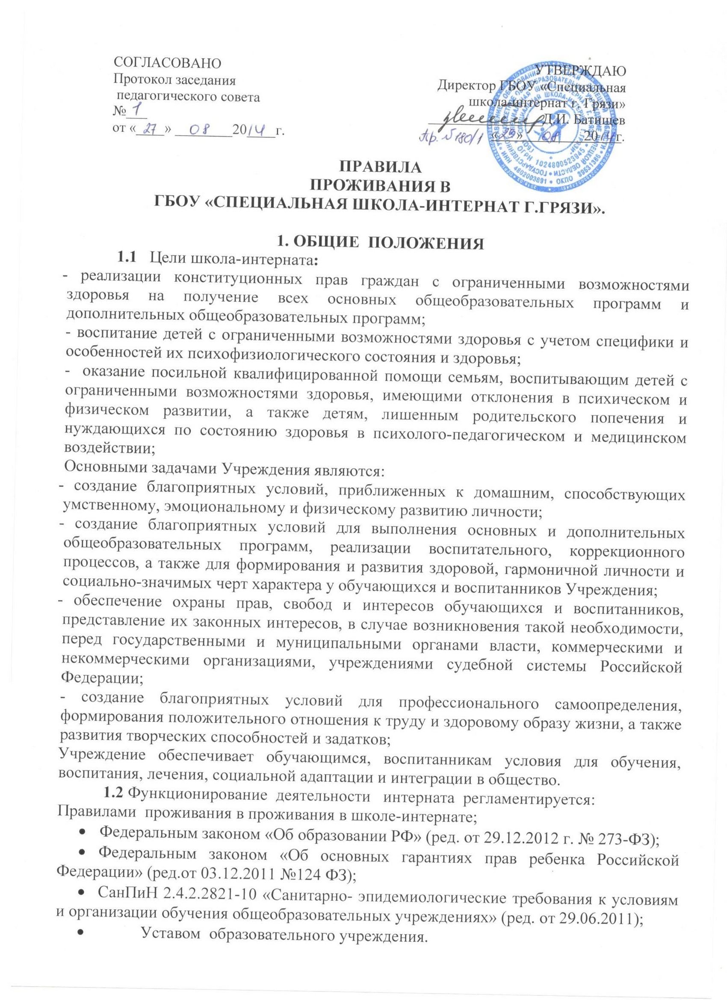 СОГЛАСОВАНО
Протокол заседания
педагогического совета
№ 1
от «27» 08 2014 г.
УТВЕРЖДАЮ
Директор ГБОУ «Специальная
школа-интернат г. Грязи»
Д.И. Батищев
Пр. №180/1 «29» 08 2014г.
ОГРН 1024800523945
ИНН 4802003691 • ОКПО 39631386
ПРАВИЛА
ПРОЖИВАНИЯ В
ГБОУ «СПЕЦИАЛЬНАЯ ШКОЛА-ИНТЕРНАТ Г.ГРЯЗИ».
1. ОБЩИЕ ПОЛОЖЕНИЯ
1.1 Цели школа-интерната:
- реализации конституционных прав граждан с ограниченными возможностями
здоровья на получение всех основных общеобразовательных программ и
дополнительных общеобразовательных программ;
- воспитание детей с ограниченными возможностями здоровья с учетом специфики и
особенностей их психофизиологического состояния и здоровья;
- оказание посильной квалифицированной помощи семьям, воспитывающим детей с
ограниченными возможностями здоровья, имеющими отклонения в психическом и
физическом развитии, а также детям, лишенным родительского попечения и
нуждающихся по состоянию здоровья в психолого-педагогическом и медицинском
воздействии;
Основными задачами Учреждения являются:
- создание благоприятных условий, приближенных к домашним, способствующих
умственному, эмоциональному и физическому развитию личности;
- создание благоприятных условий для выполнения основных и дополнительных
общеобразовательных программ, реализации воспитательного, коррекционного
процессов, а также для формирования и развития здоровой, гармоничной личности и
социально-значимых черт характера у обучающихся и воспитанников Учреждения;
- обеспечение охраны прав, свобод и интересов обучающихся и воспитанников,
представление их законных интересов, в случае возникновения такой необходимости,
перед государственными и муниципальными органами власти, коммерческими и
некоммерческими организациями, учреждениями судебной системы Российской
Федерации;
- создание благоприятных условий для профессионального самоопределения,
формирования положительного отношения к труду и здоровому образу жизни, а также
развития творческих способностей и задатков;
Учреждение обеспечивает обучающимся, воспитанникам условия для обучения,
воспитания, лечения, социальной адаптации и интеграции в общество.
1.2 Функционирование деятельности интерната регламентируется:
Правилами проживания в проживания в школе-интернате;
• Федеральным законом «Об образовании РФ» (ред. от 29.12.2012 г. № 273-ФЗ);
• Федеральным законом «Об основных гарантиях прав ребенка Российской
Федерации» (ред.от 03.12.2011 №124 ФЗ);
• СанПиН 2.4.2.2821-10 «Санитарно- эпидемиологические требования к условиям
и организации обучения общеобразовательных учреждениях» (ред. от 29.06.2011);
• Уставом образовательного учреждения.